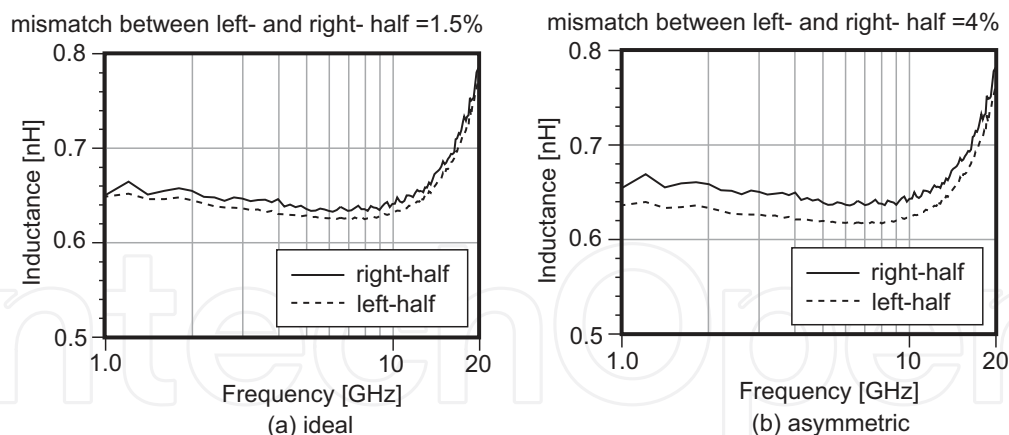 mismatch between left- and right- half =1.5%
0.8
0.7
0.6
0.5
Inductance [nH]
right-half
left-half
1.0
10
20
Frequency [GHz]
(a) ideal
mismatch between left- and right- half =4%
0.8
0.7
0.6
0.5
Inductance [nH]
right-half
left-half
1.0
10
20
Frequency [GHz]
(b) asymmetric